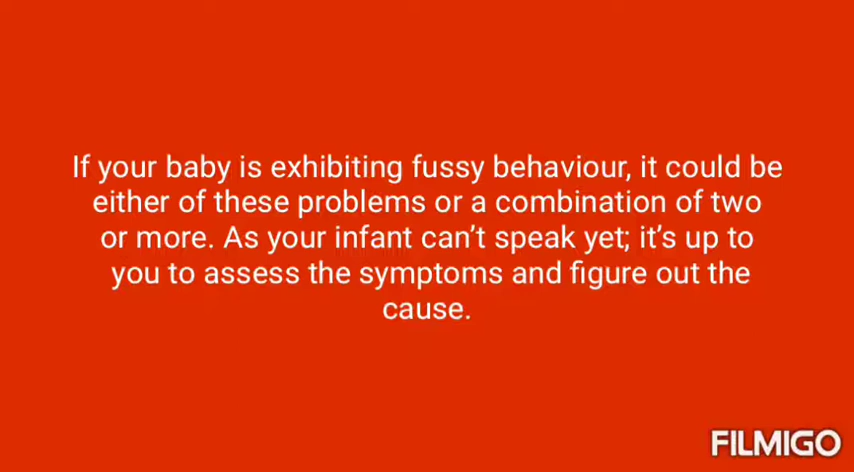 If your baby is exhibiting fussy behaviour, it could be
either of these problems or a combination of two
or more. As your infant can't speak yet; it's up to
you to assess the symptoms and figure out the
cause.
FILMIGO